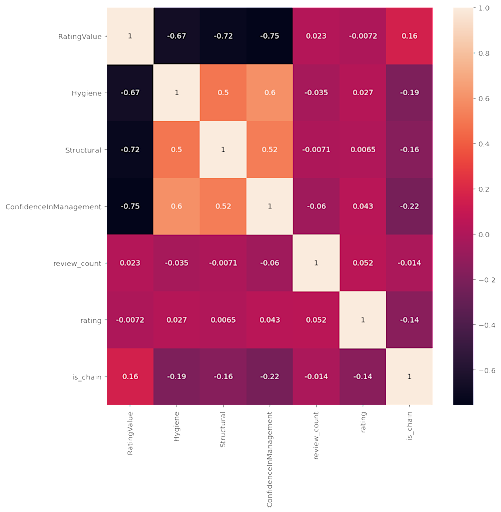 RatingValue 1 -0.67 -0.72 -0.75 0.023 -0.0072 0.16
Hygiene -0.67 1 0.5 0.6 -0.035 0.027 -0.19
Structural -0.72 0.5 1 0.52 -0.0071 0.0065 -0.16
ConfidenceInManagement -0.75 0.6 0.52 1 -0.06 0.043 -0.22
review_count 0.023 -0.035 -0.0071 -0.06 1 0.052 -0.014
rating -0.0072 0.027 0.0065 0.043 0.052 1 -0.14
is_chain 0.16 -0.19 -0.16 -0.22 -0.014 -0.14 1
RatingValue
Hygiene
Structural
ConfidenceInManagement
review_count
rating
is_chain
1.0
0.8
0.6
0.4
0.2
0.0
−0.2
−0.4
−0.6